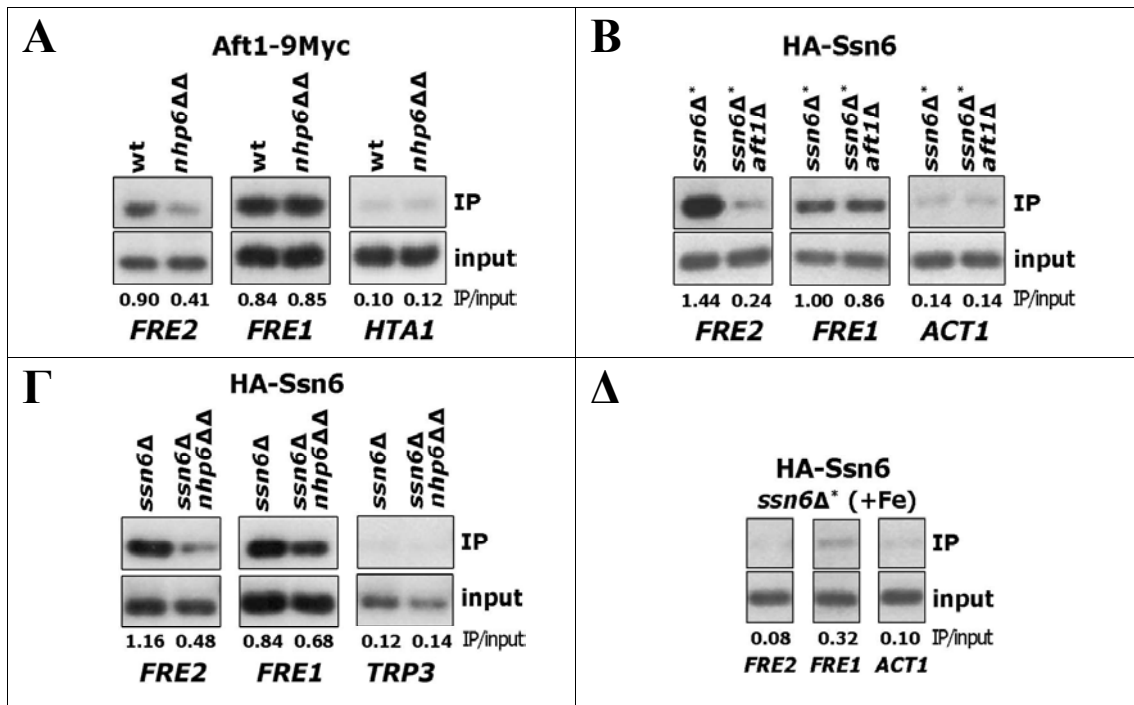 A
Aft1-9Myc
wt
nhp6ΔΔ
wt
nhp6ΔΔ
wt
nhp6ΔΔ
IP
input
0.90 0.41 0.84 0.85 0.10 0.12 IP/input
FRE2 FRE1 HTA1
B
HA-Ssn6
ssn6Δ*
ssn6Δ* aft1Δ
ssn6Δ*
ssn6Δ* aft1Δ
ssn6Δ*
ssn6Δ* aft1Δ
IP
input
1.44 0.24 1.00 0.86 0.14 0.14 IP/input
FRE2 FRE1 ACT1
Γ
HA-Ssn6
ssn6Δ
ssn6Δ nhp6ΔΔ
ssn6Δ
ssn6Δ nhp6ΔΔ
ssn6Δ
ssn6Δ nhp6ΔΔ
IP
input
1.16 0.48 0.84 0.68 0.12 0.14 IP/input
FRE2 FRE1 TRP3
Δ
HA-Ssn6
ssn6Δ* (+Fe)
IP
input
0.08 0.32 0.10 IP/input
FRE2 FRE1 ACT1